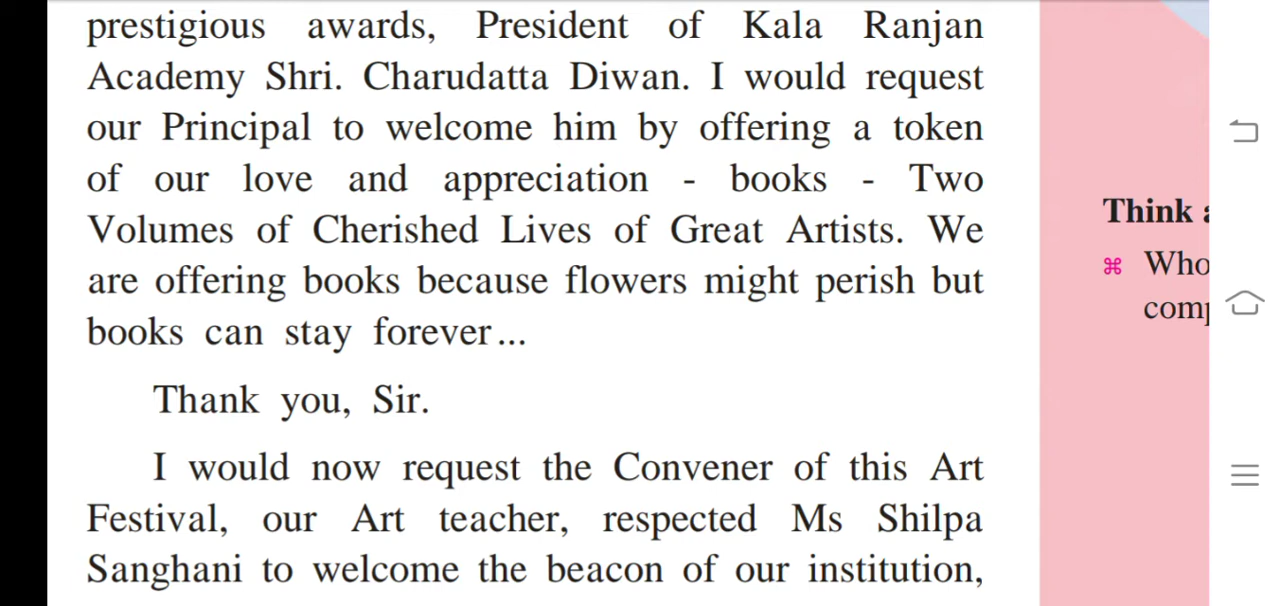 prestigious awards, President of Kala Ranjan
Academy Shri. Charudatta Diwan. I would request
our Principal to welcome him by offering a token
of our love and appreciation - books - Two
Volumes of Cherished Lives of Great Artists. We
are offering books because flowers might perish but
books can stay forever...
Thank you, Sir.
I would now request the Convener of this Art
Festival, our Art teacher, respected Ms Shilpa
Sanghani to welcome the beacon of our institution,
Think
⌘ Who